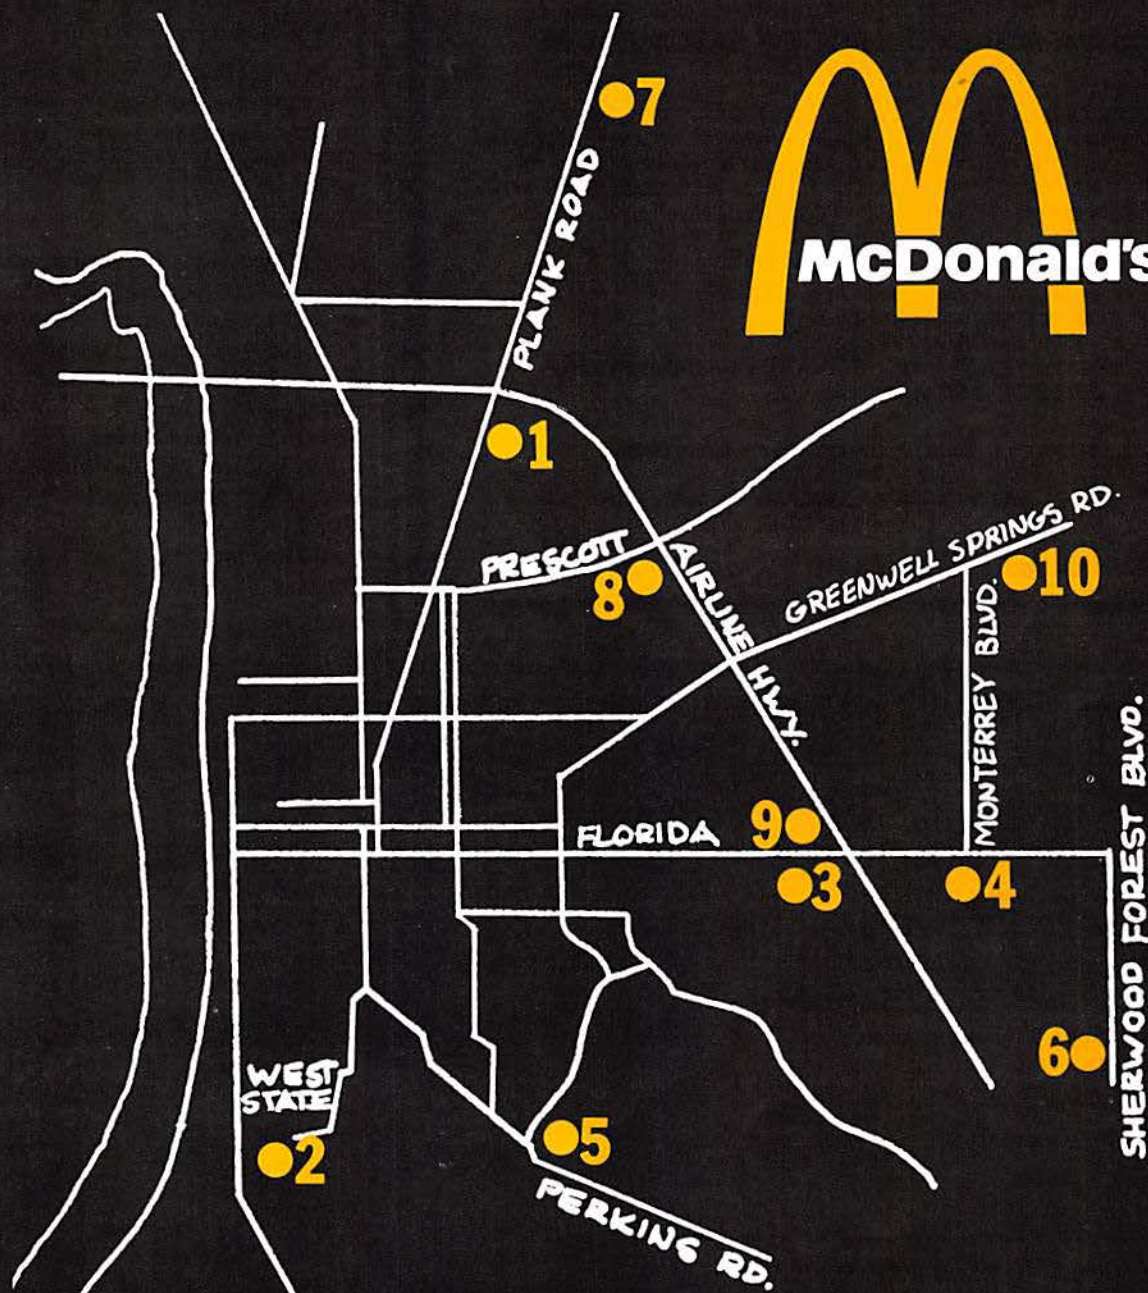 7
PLANK ROAD
McDonald's
1
PRESCOTT
8
AIRLINE HWY.
GREENWELL SPRINGS RD.
10
MONTERREY BLVD.
SHERWOOD FOREST BLVD.
FLORIDA
9
3
4
6
WEST
STATE
2
5
PERKINS RD.